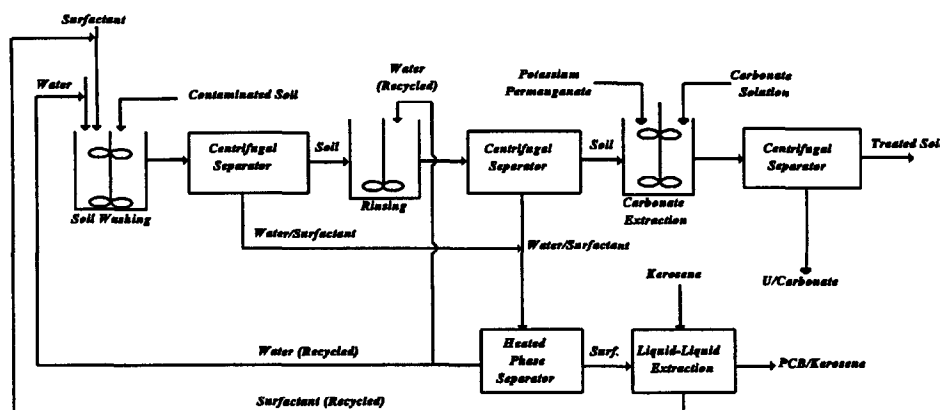 Surfactant
Water
Contaminated Soil
Water
(Recycled)
Potassium
Permanganate
Carbonate
Solution
Centrifugal
Separator
Soil
Centrifugal
Separator
Soil
Centrifugal
Separator
Treated Soil
Soil Washing
Rinsing
Carbonate
Extraction
Water/Surfactant
Water/Surfactant
U/Carbonate
Kerosene
Water (Recycled)
Heated
Phase
Separator
Surf.
Liquid-Liquid
Extraction
PCB/Kerosene
Surfactant (Recycled)